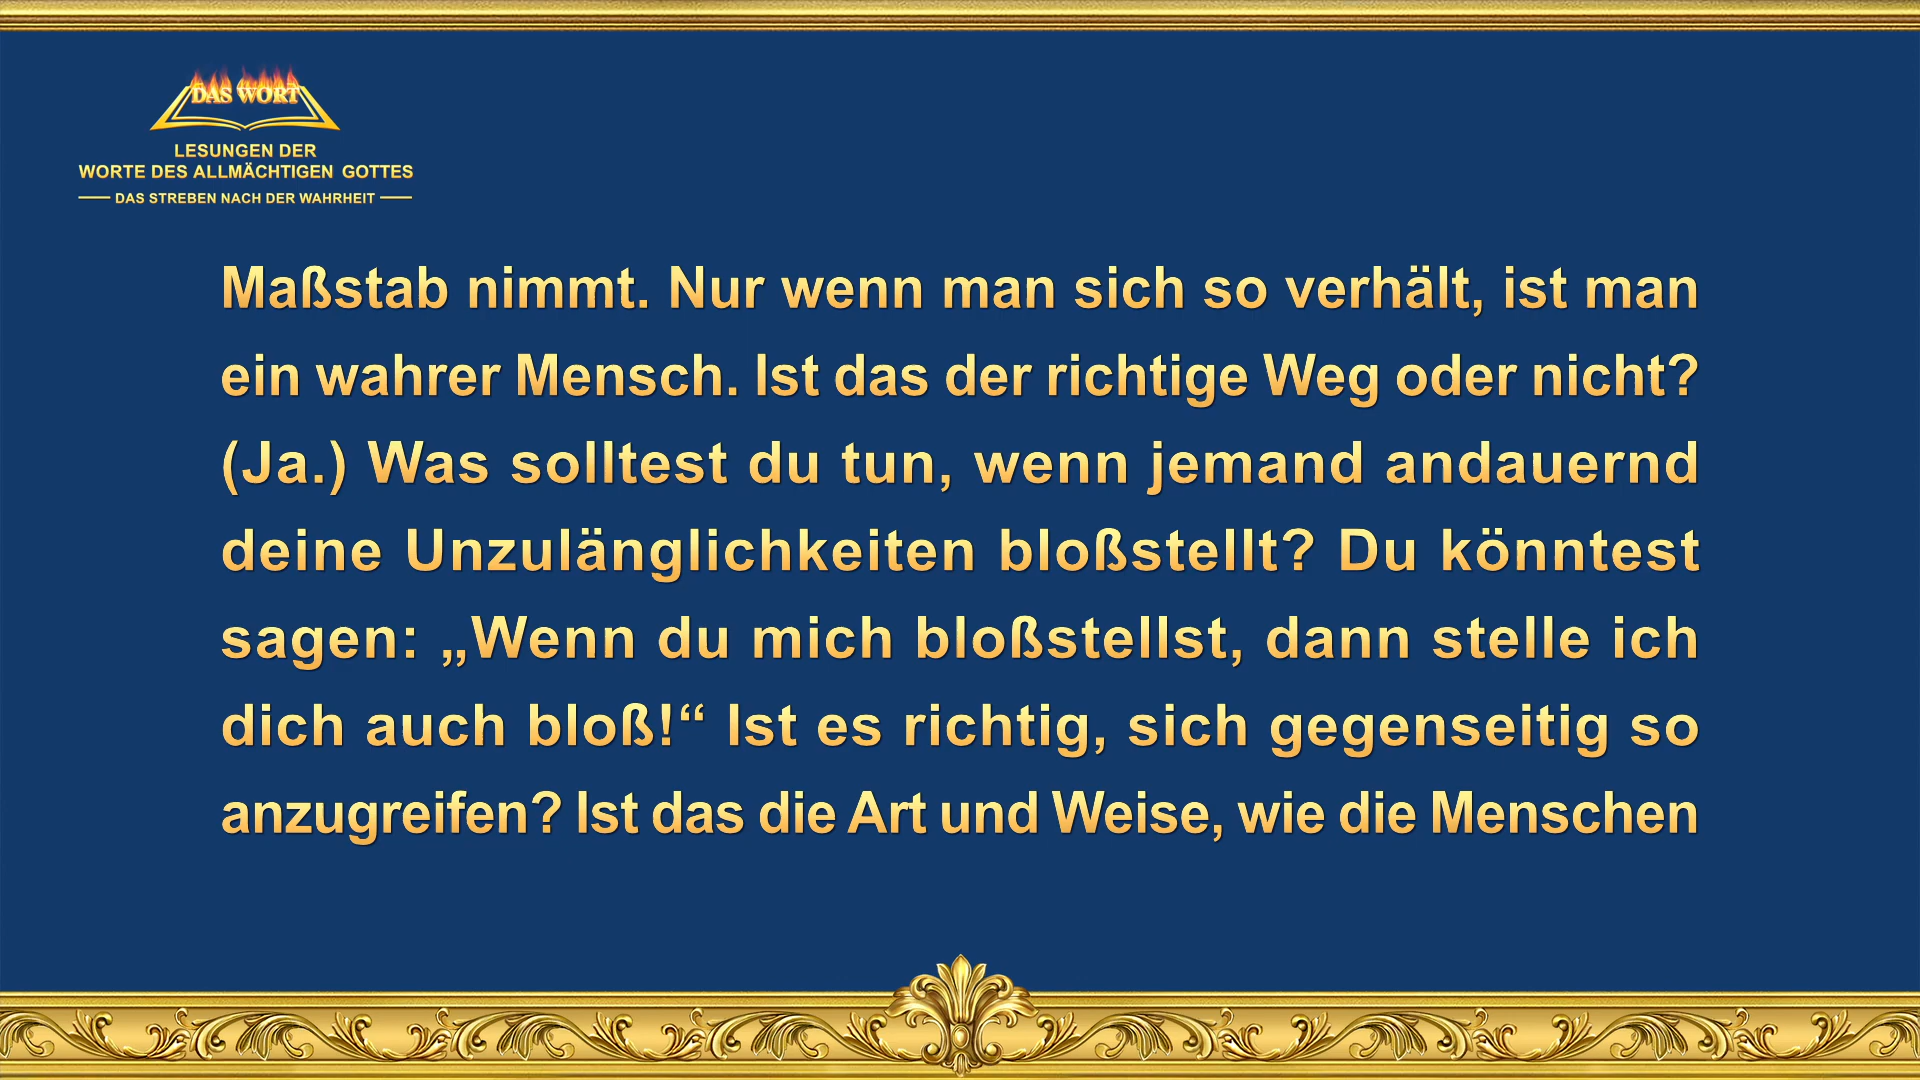 DAS WORT
LESUNGEN DER
WORTE DES ALLMÄCHTIGEN GOTTES
DAS STREBEN NACH DER WAHRHEIT
Maßstab nimmt. Nur wenn man sich so verhält, ist man
ein wahrer Mensch. Ist das der richtige Weg oder nicht?
(Ja.) Was solltest du tun, wenn jemand andauernd
deine Unzulänglichkeiten bloßstellt? Du könntest
sagen: „Wenn du mich bloßstellst, dann stelle ich
dich auch bloß!“ Ist es richtig, sich gegenseitig so
anzugreifen? Ist das die Art und Weise, wie die Menschen